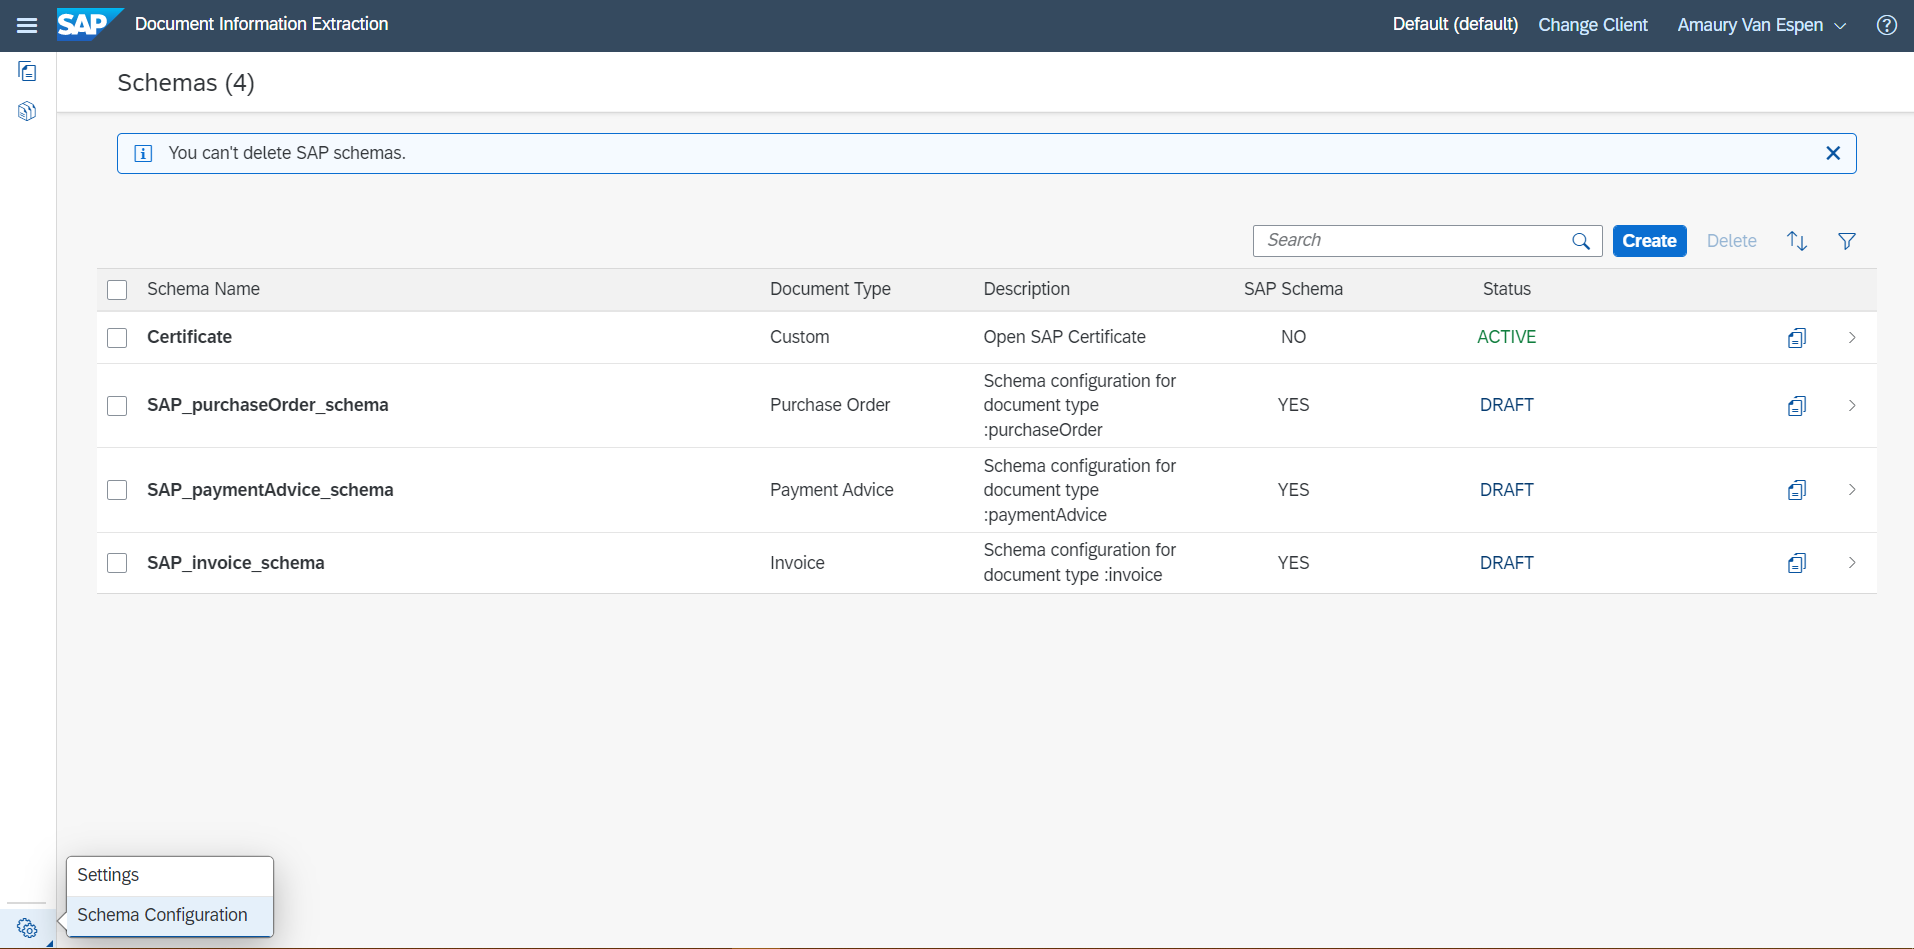 SAP Document Information Extraction Default (default) Change Client Amaury Van Espen
Schemas (4)
You can't delete SAP schemas.
Search Create Delete
Schema Name Document Type Description SAP Schema Status
Certificate Custom Open SAP Certificate NO ACTIVE
SAP_purchaseOrder_schema Purchase Order Schema configuration for
document type
:purchaseOrder YES DRAFT
SAP_paymentAdvice_schema Payment Advice Schema configuration for
document type
:paymentAdvice YES DRAFT
SAP_invoice_schema Invoice Schema configuration for
document type :invoice YES DRAFT
Settings
Schema Configuration